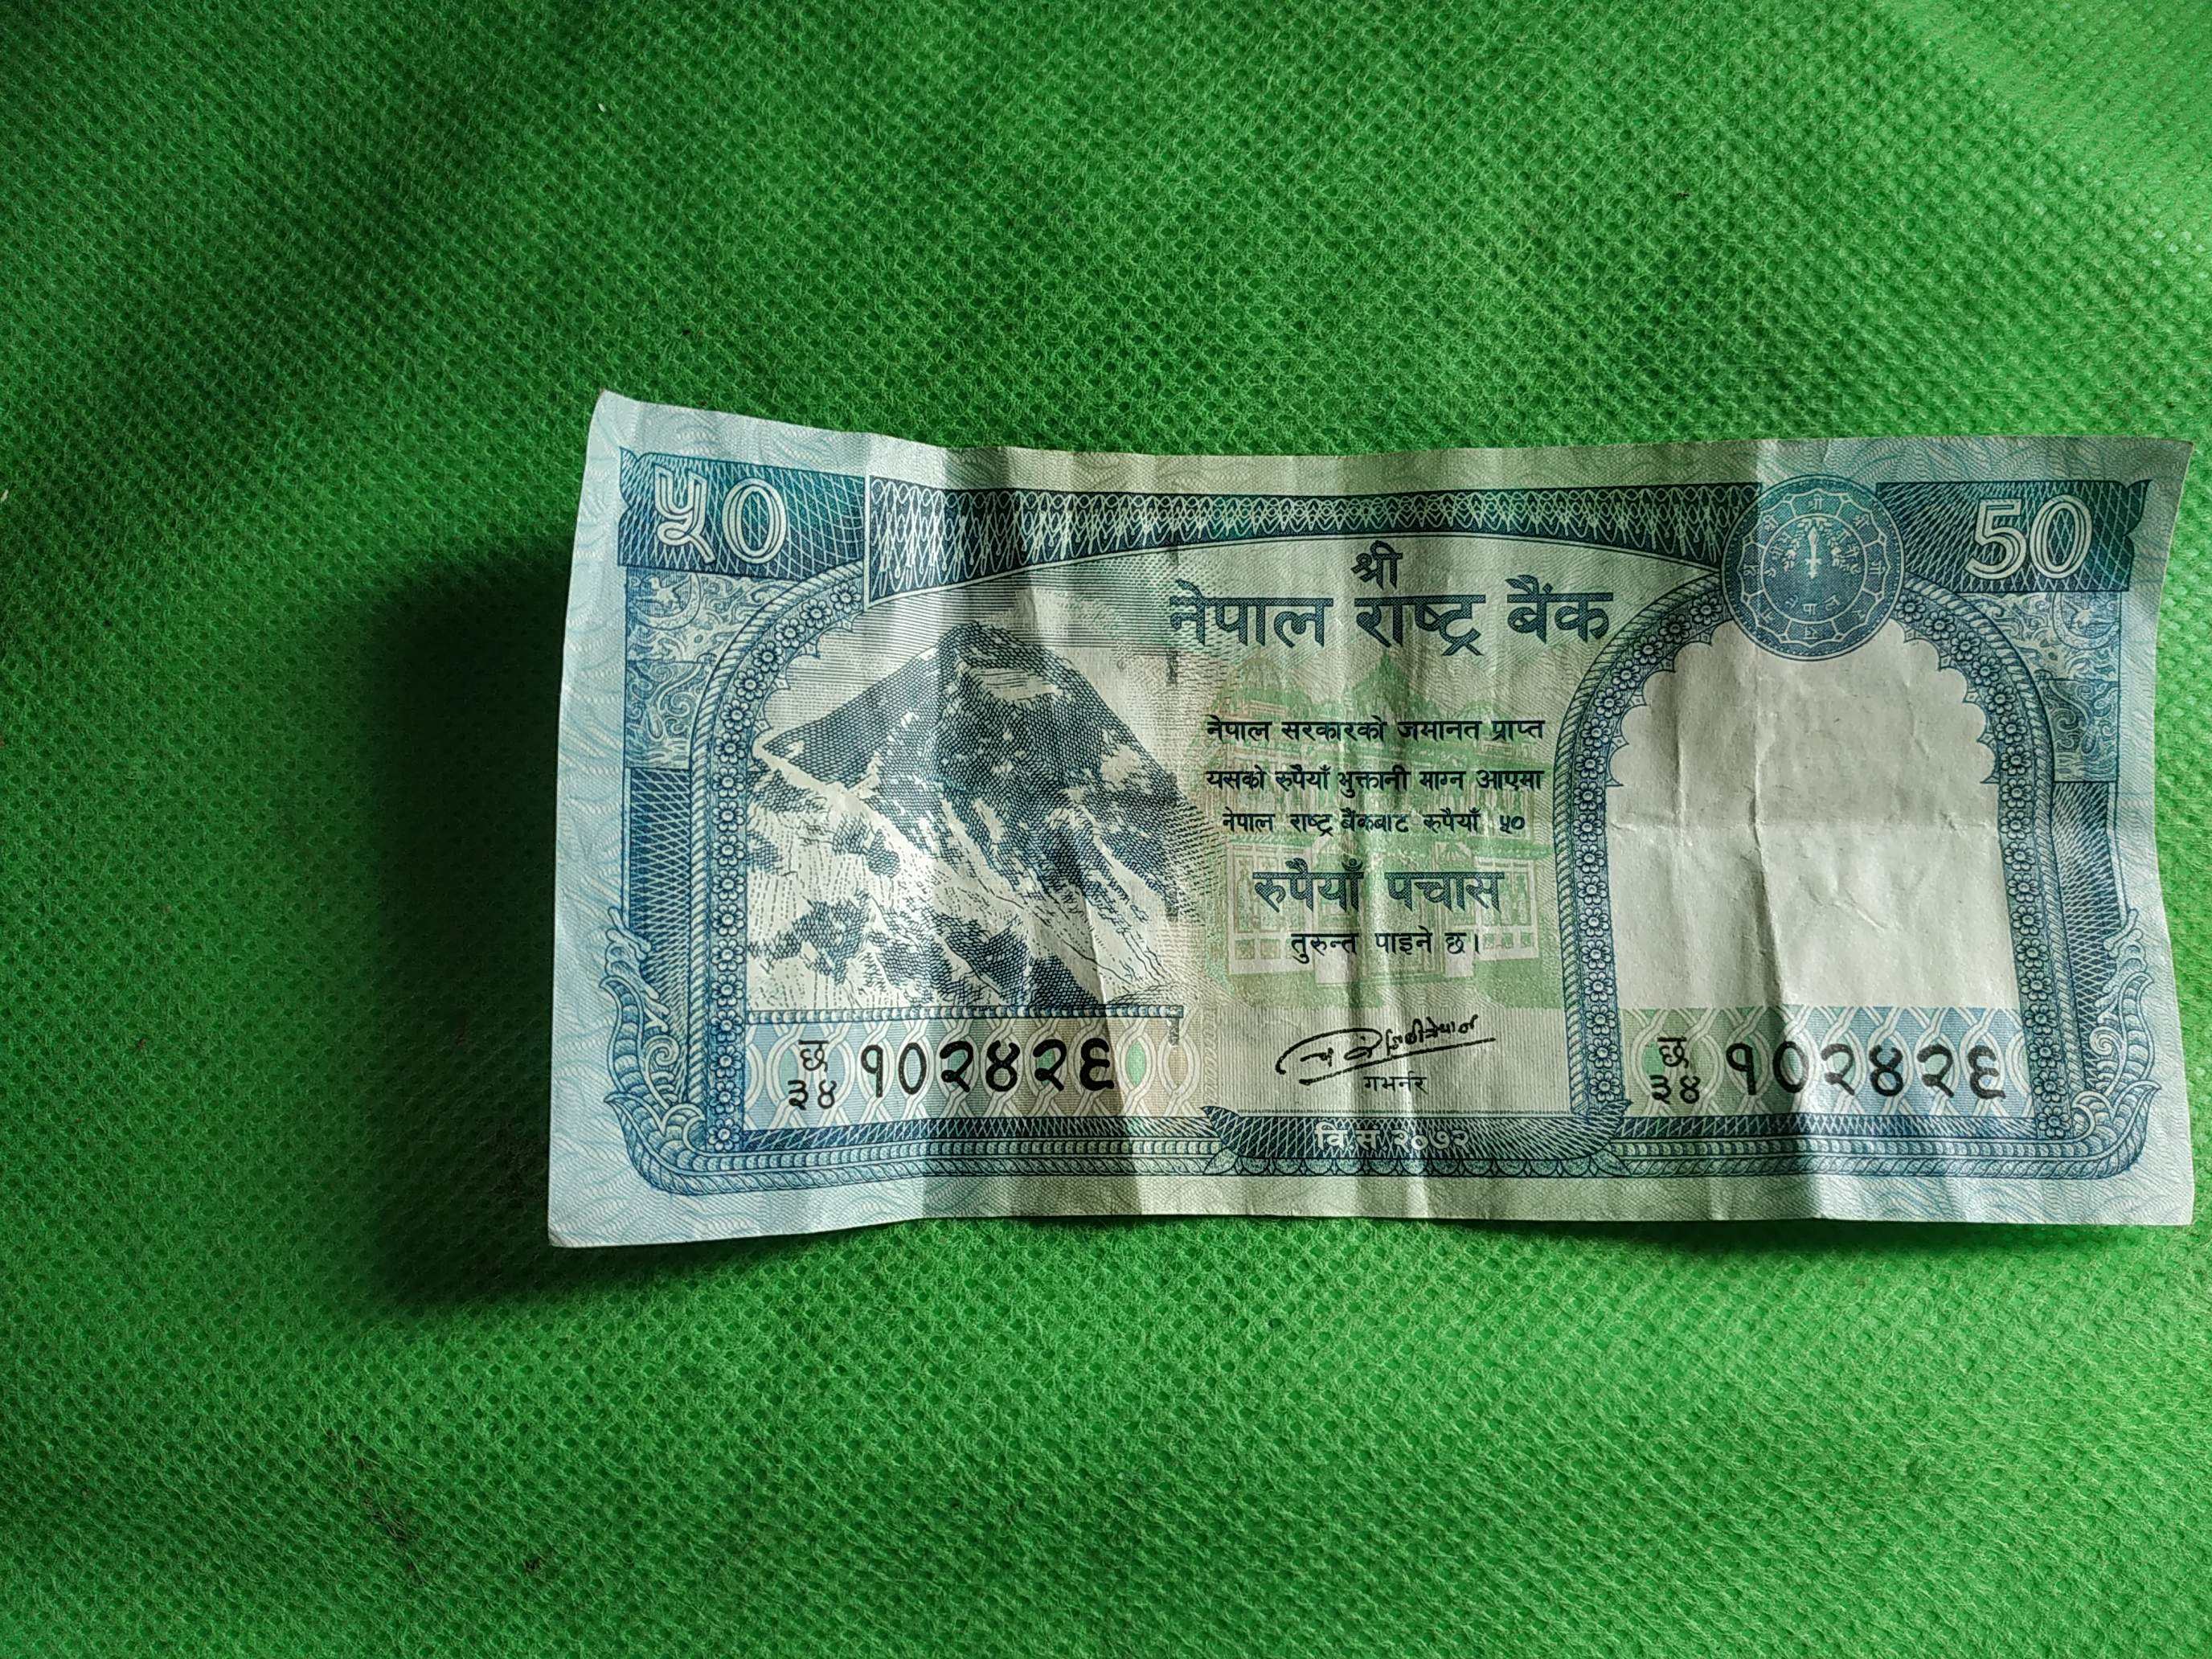 ५०
50
श्री
नेपाल राष्ट्र बैंक
नेपाल सरकारको जमानत प्राप्त
यसको रुपैयाँ भुक्तानी माग्न आएमा
नेपाल राष्ट्र बैंकबाट रुपैयाँ ५०
रुपैयाँ पचास
तुरुन्त पाइने छ।
गभर्नर
छ
३४ १०२४२६
छ
३४ १०२४२६
वि.सं २०७२